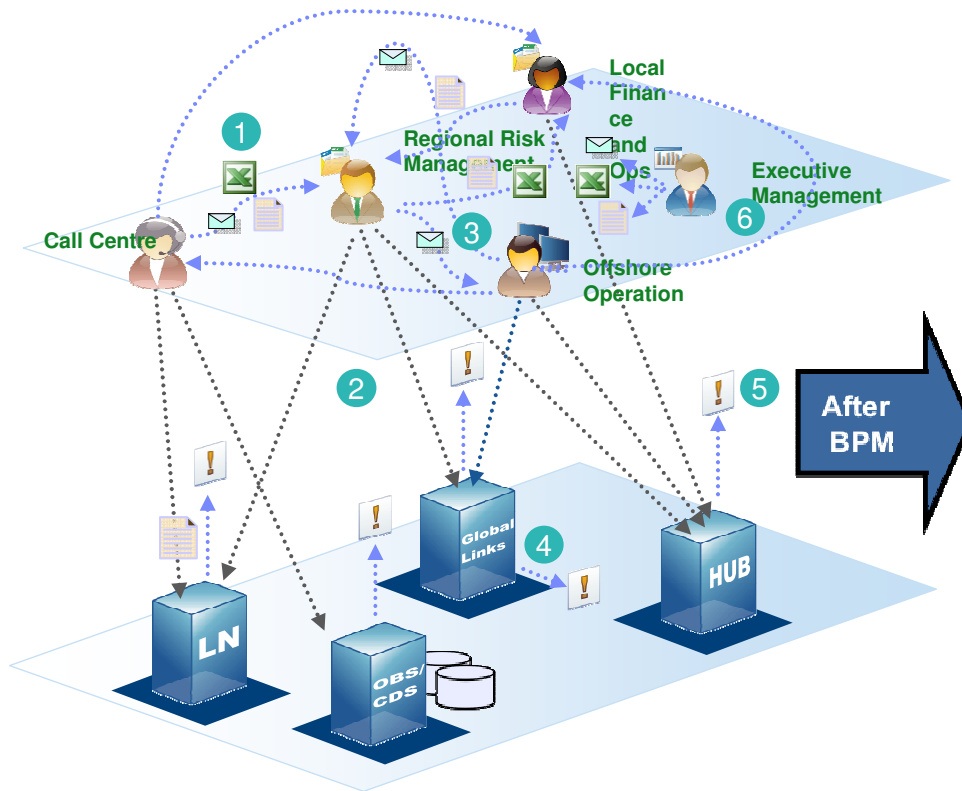 Local
Finan
ce
and
Ops
1
Regional Risk
Management
Executive
Management
6
Call Centre
3
Offshore
Operation
2
5
After
BPM
Global
Links
4
HUB
LN
OBS/
CDS